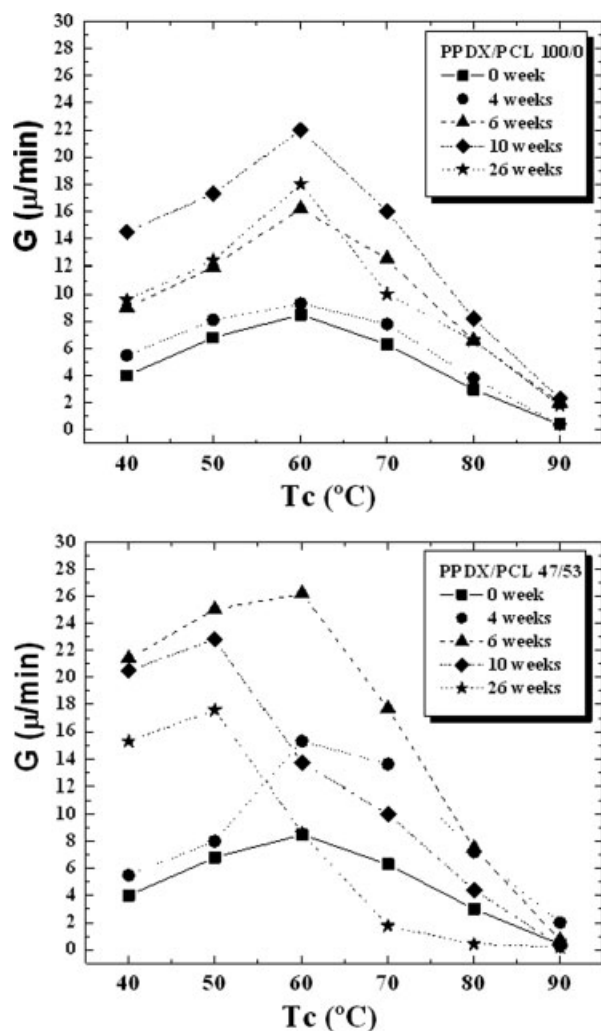 30
28
26
24
22
20
18
16
14
12
10
8
6
4
2
0
G (μ/min)
PPDX/PCL 100/0
0 week
4 weeks
6 weeks
10 weeks
26 weeks
40 50 60 70 80 90
Tc (ºC)
30
28
26
24
22
20
18
16
14
12
10
8
6
4
2
0
G (μ/min)
PPDX/PCL 47/53
0 week
4 weeks
6 weeks
10 weeks
26 weeks
40 50 60 70 80 90
Tc (ºC)